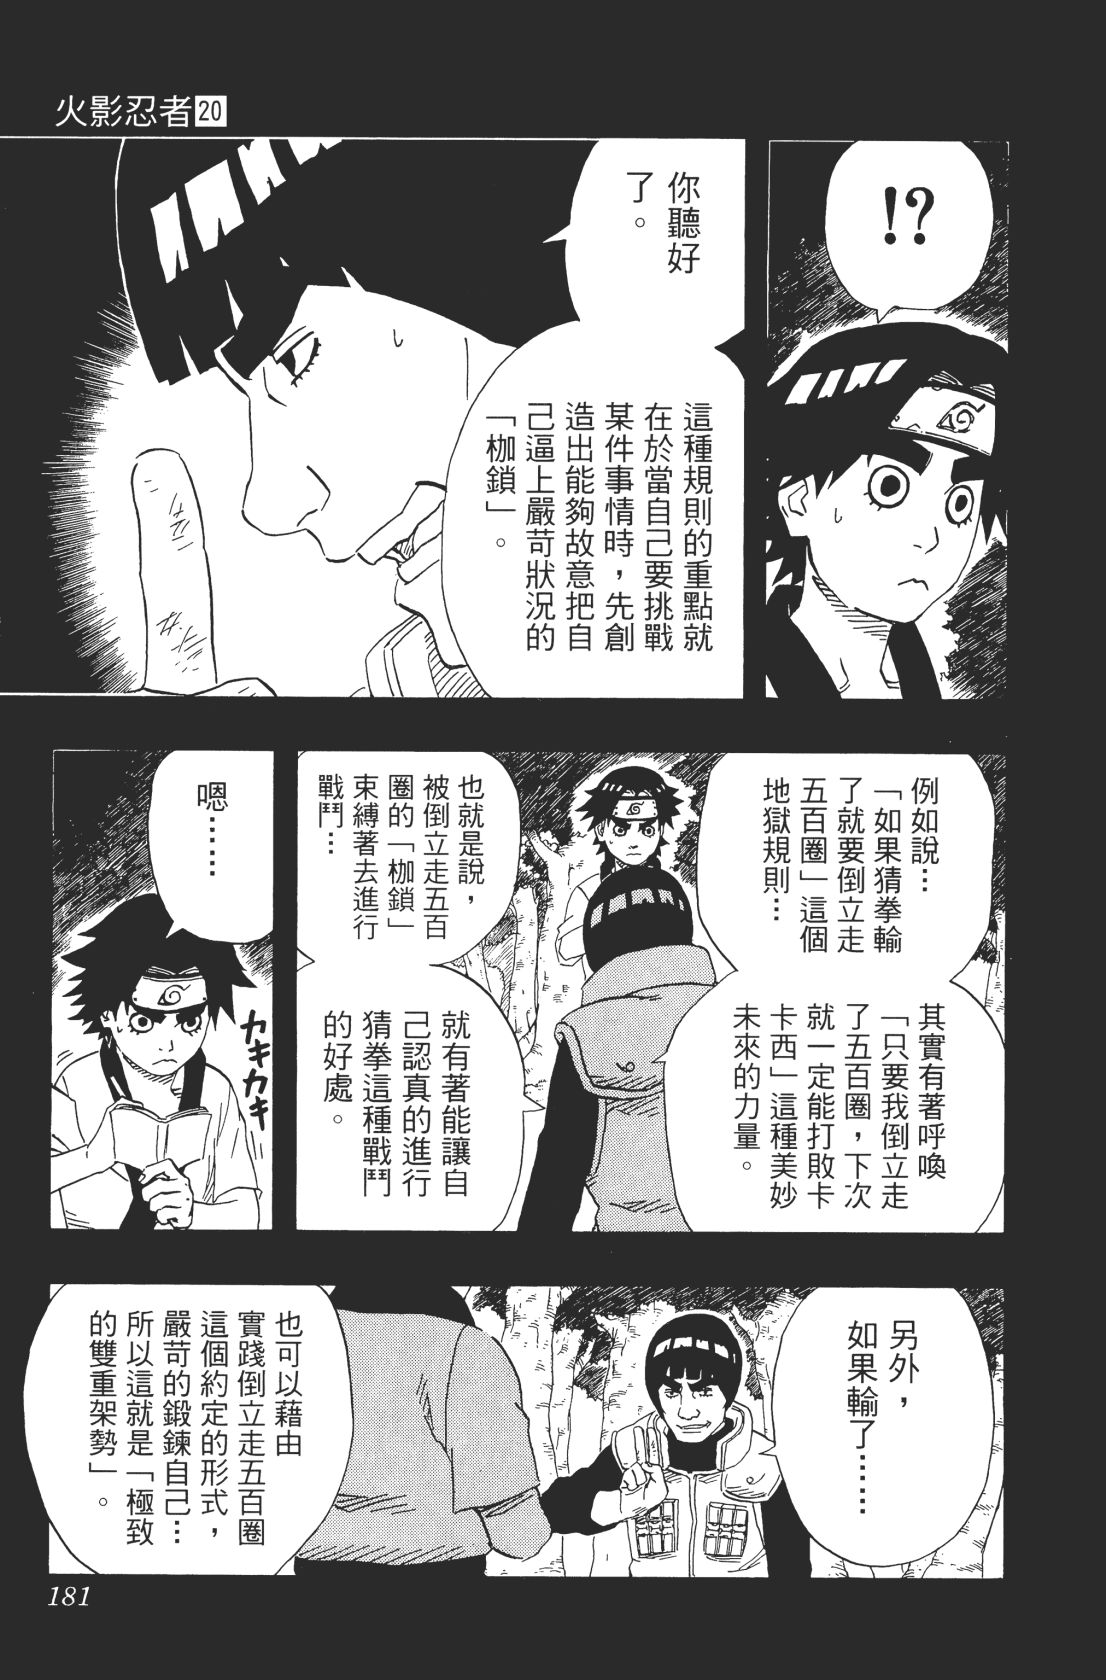 火影忍者20
!?
你聽好
了。
這種規則的重點就
在於當自己要挑戰
某件事情時，先創
造出能夠故意把自
己逼上嚴苛狀況的
「枷鎖」。
例如說…
「如果猜拳輸
了就要倒立走
五百圈」這個
地獄規則…
其實有著呼喚
「只要我倒立走
了五百圈，下次
就一定能打敗卡
卡西」這種美妙
未來的力量。
也就是說，
被倒立走五百
圈的「枷鎖」
束縛著去進行
戰鬥…
就有著能讓自
己認真的進行
猜拳這種戰鬥
的好處。
嗯……
カキカキ
另外，
如果輸了……
也可以藉由
實踐倒立走五百圈
這個約定的形式，
嚴苛的鍛鍊自己…
所以這就是「極致
的雙重架勢」。
181